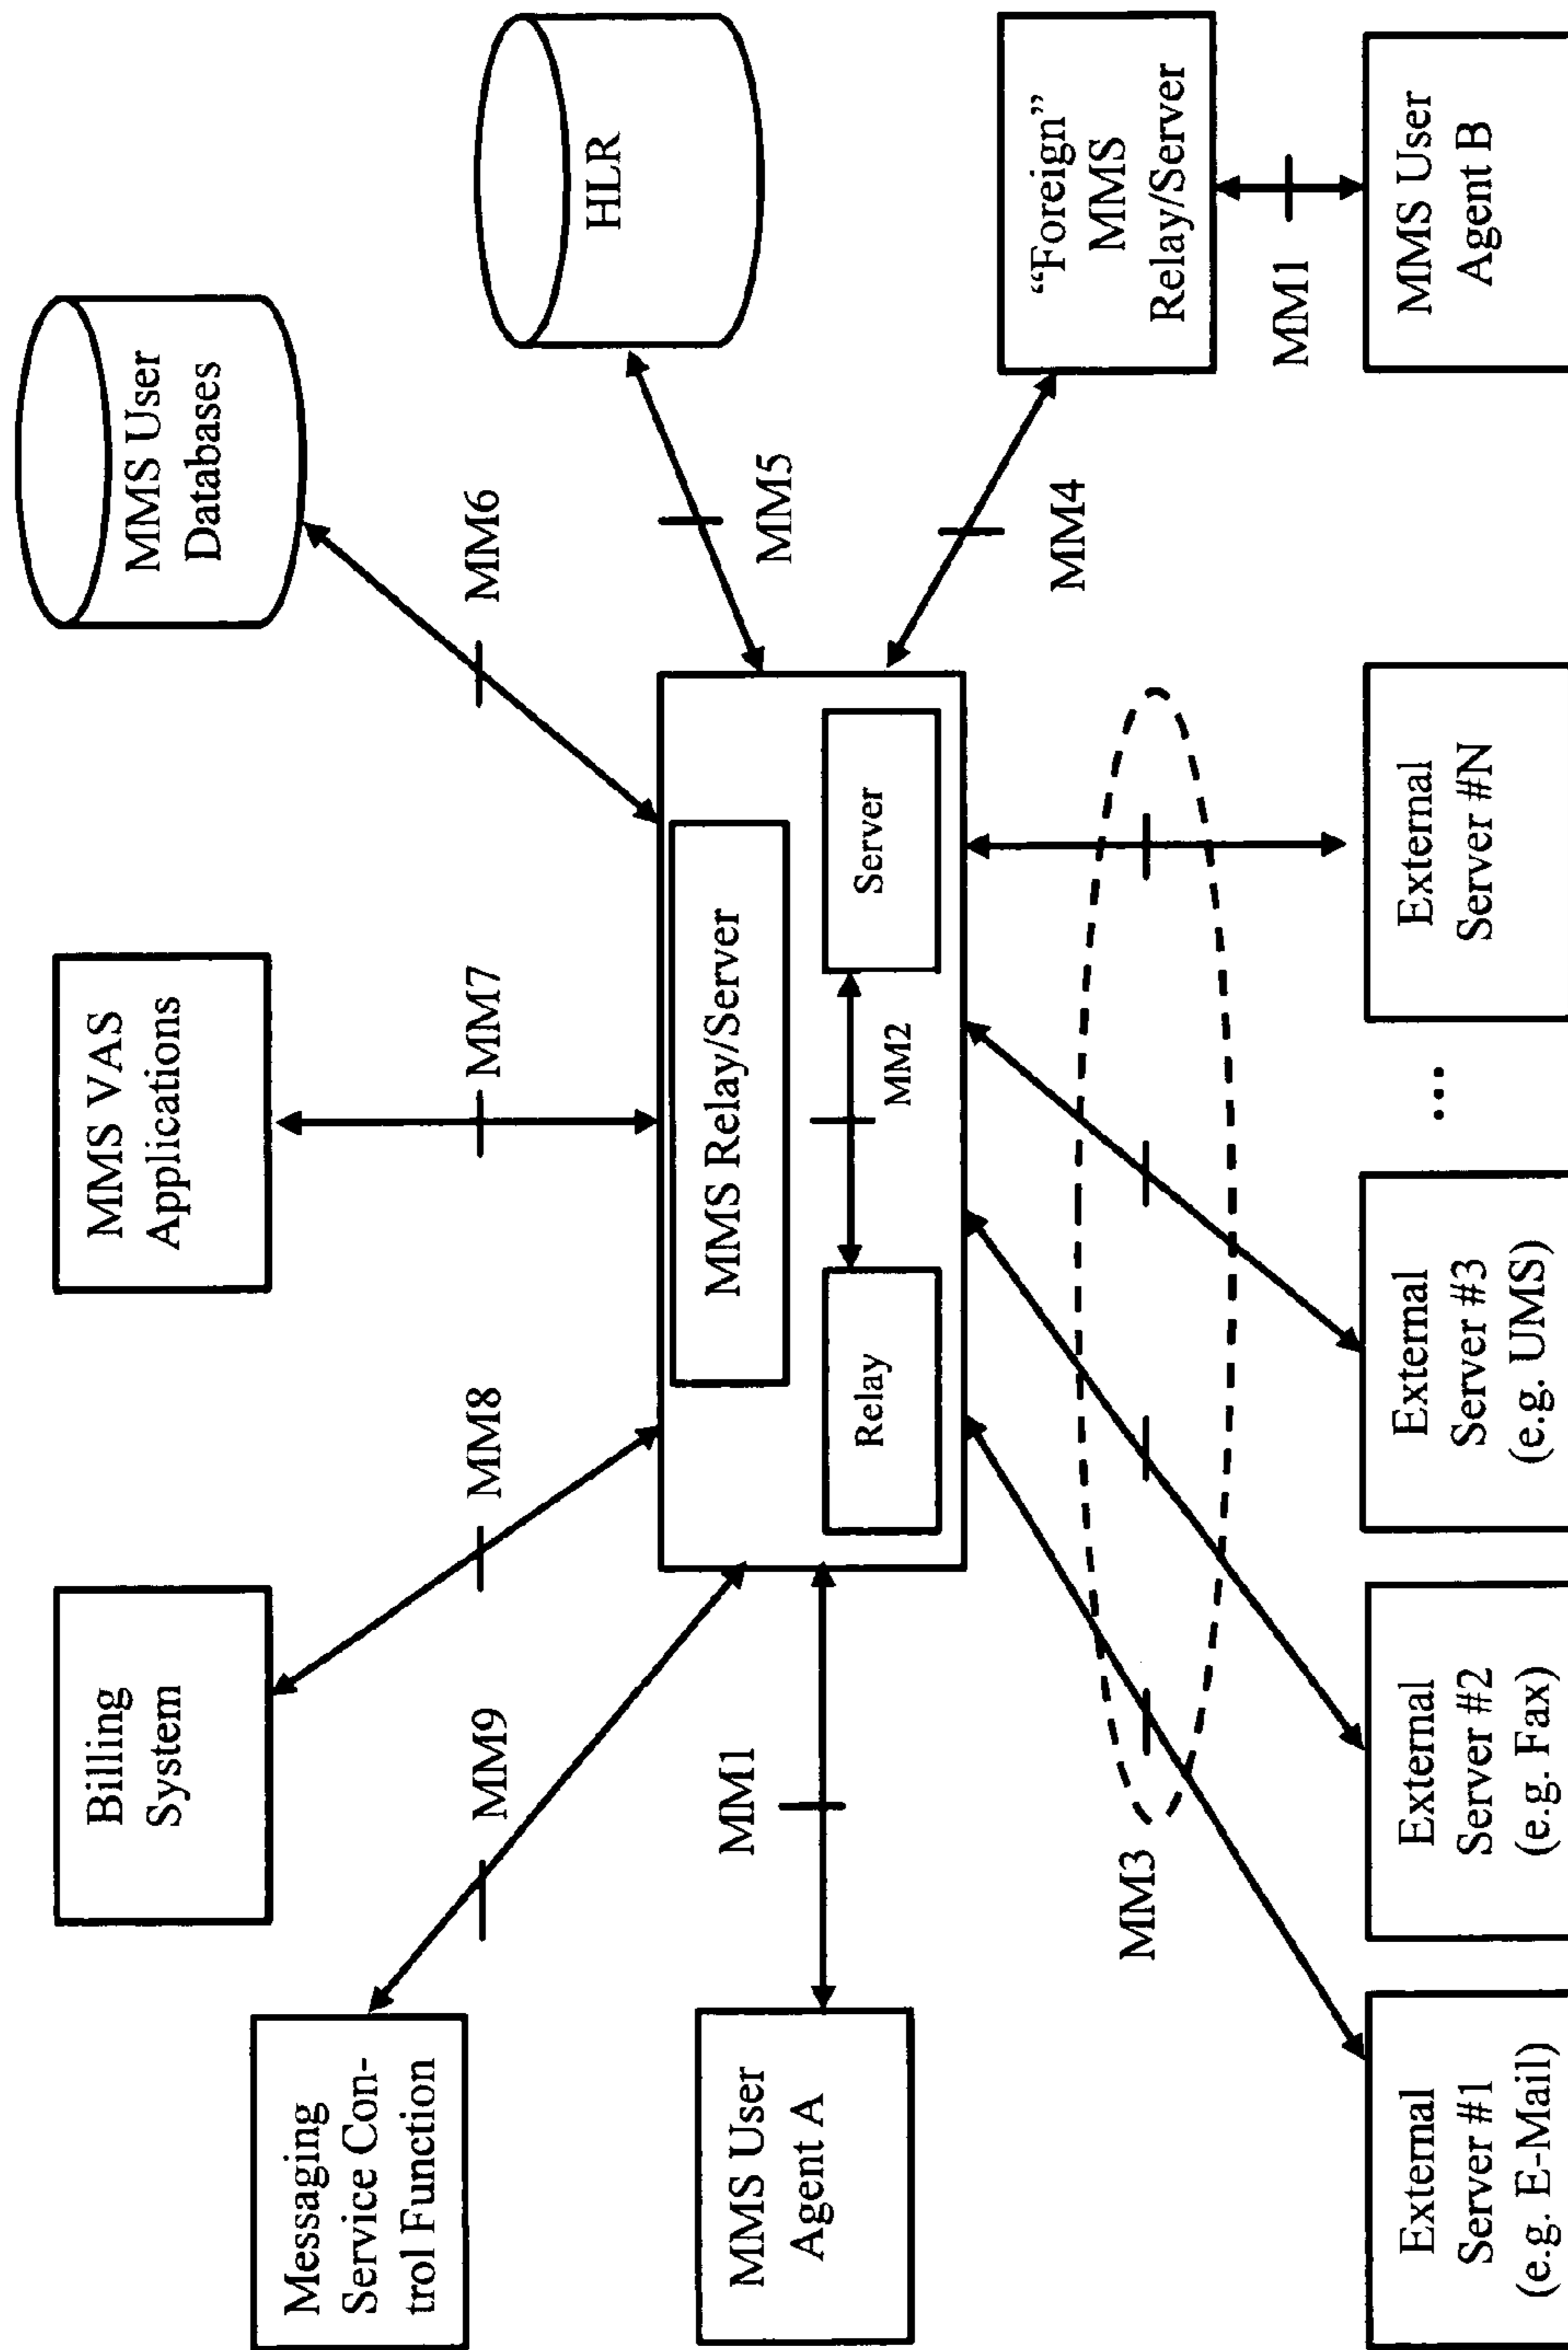 Billing
System
MMS VAS
Applications
MMS User
Databases
Messaging
Service Con-
trol Function
HLR
MM9
MM8
MM7
MM6
MM5
MMS User
Agent A
MM1
MMS Relay/Server
Relay
MM2
Server
MM4
"Foreign"
MMS
Relay/Server
MM3
MM1
External
Server #1
(e.g. E-Mail)
External
Server #2
(e.g. Fax)
External
Server #3
(e.g. UMS)
...
External
Server #N
MMS User
Agent B